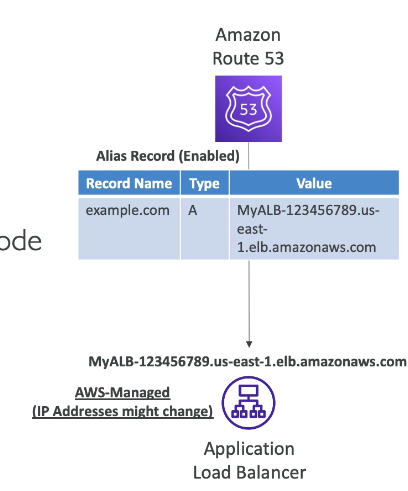 Amazon
Route 53
53
Alias Record (Enabled)
Record Name Type Value
example.com A MyALB-123456789.us-
east-
1.elb.amazonaws.com
ode
MyALB-123456789.us-east-1.elb.amazonaws.com
AWS-Managed
(IP Addresses might change)
Application
Load Balancer